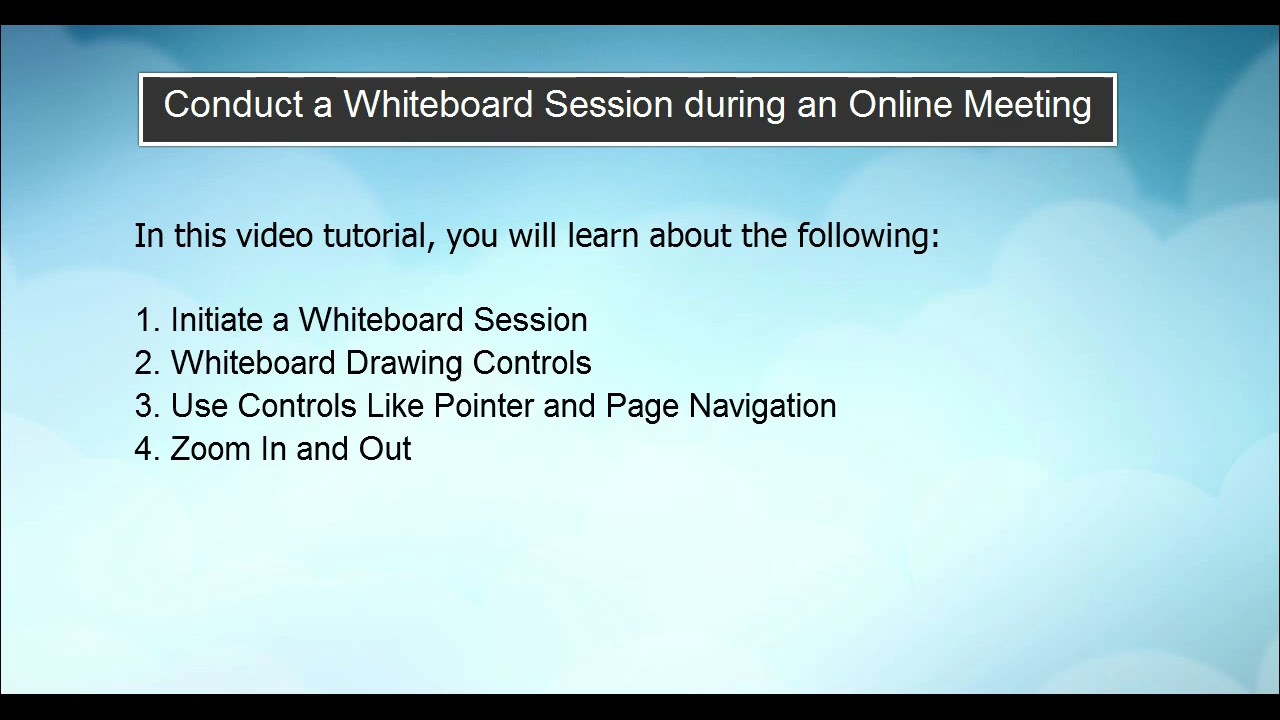 Conduct a Whiteboard Session during an Online Meeting
In this video tutorial, you will learn about the following:
1. Initiate a Whiteboard Session
2. Whiteboard Drawing Controls
3. Use Controls Like Pointer and Page Navigation
4. Zoom In and Out